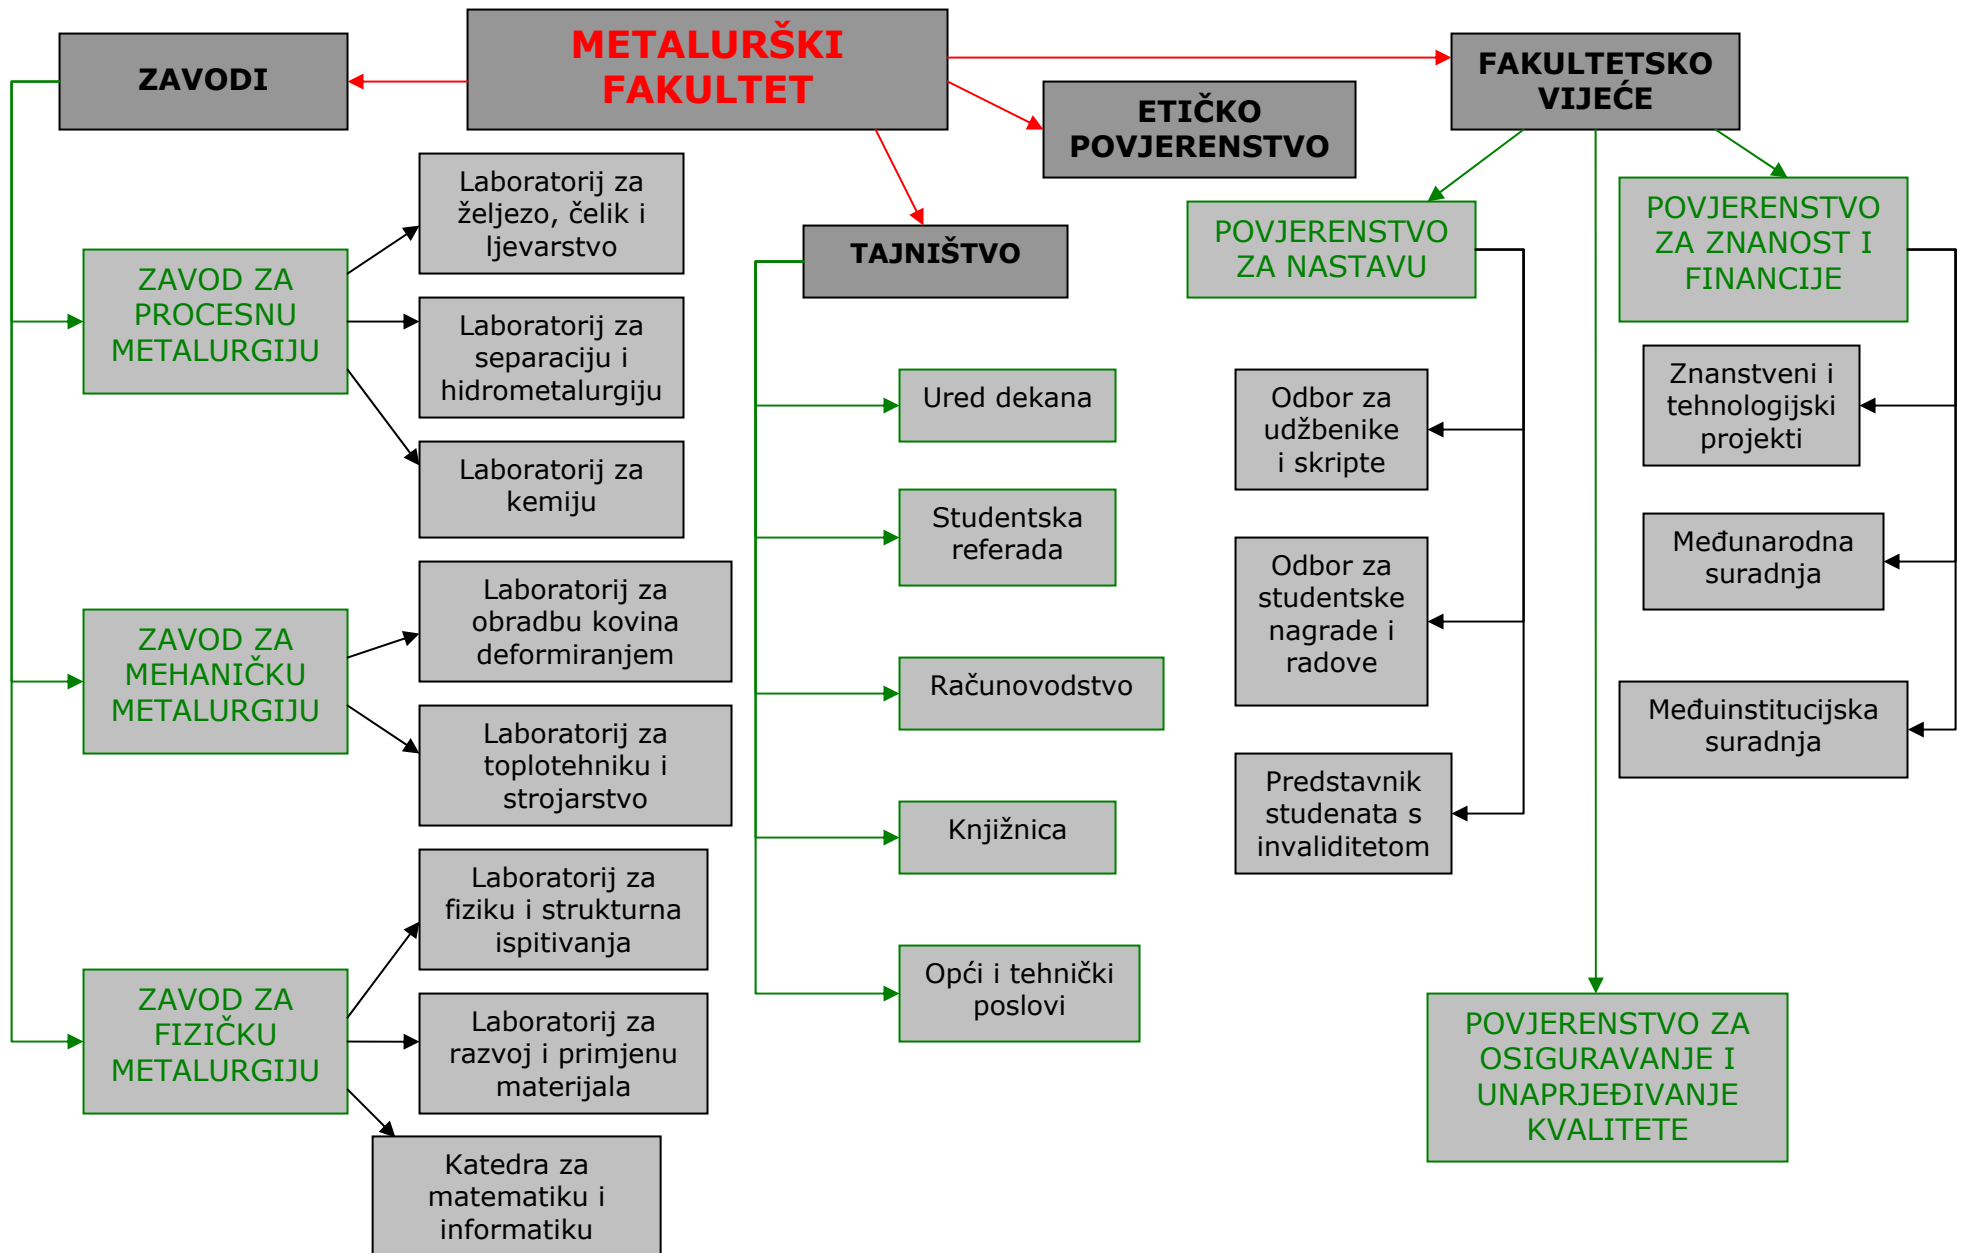 METALURŠKI
FAKULTET
ZAVODI
ETIČKO
POVJERENSTVO
FAKULTETSKO
VIJEĆE
TAJNIŠTVO
ZAVOD ZA
PROCESNU
METALURGIJU
Laboratorij za
željezo, čelik i
ljevarstvo
Laboratorij za
separaciju i
hidrometalurgiju
Laboratorij za
kemiju
ZAVOD ZA
MEHANIČKU
METALURGIJU
Laboratorij za
obradbu kovina
deformiranjem
Laboratorij za
toplotehniku i
strojarstvo
ZAVOD ZA
FIZIČKU
METALURGIJU
Laboratorij za
fiziku i strukturna
ispitivanja
Laboratorij za
razvoj i primjenu
materijala
Katedra za
matematiku i
informatiku
Ured dekana
Studentska
referada
Računovodstvo
Knjižnica
Opći i tehnički
poslovi
POVJERENSTVO
ZA NASTAVU
Odbor za
udžbenike
i skripte
Odbor za
studentske
nagrade i
radove
Predstavnik
studenata s
invaliditetom
POVJERENSTVO
ZA ZNANOST I
FINANCIJE
Znanstveni i
tehnologijski
projekti
Međunarodna
suradnja
Međuinstitucijska
suradnja
POVJERENSTVO ZA
OSIGURAVANJE I
UNAPRJEĐIVANJE
KVALITETE